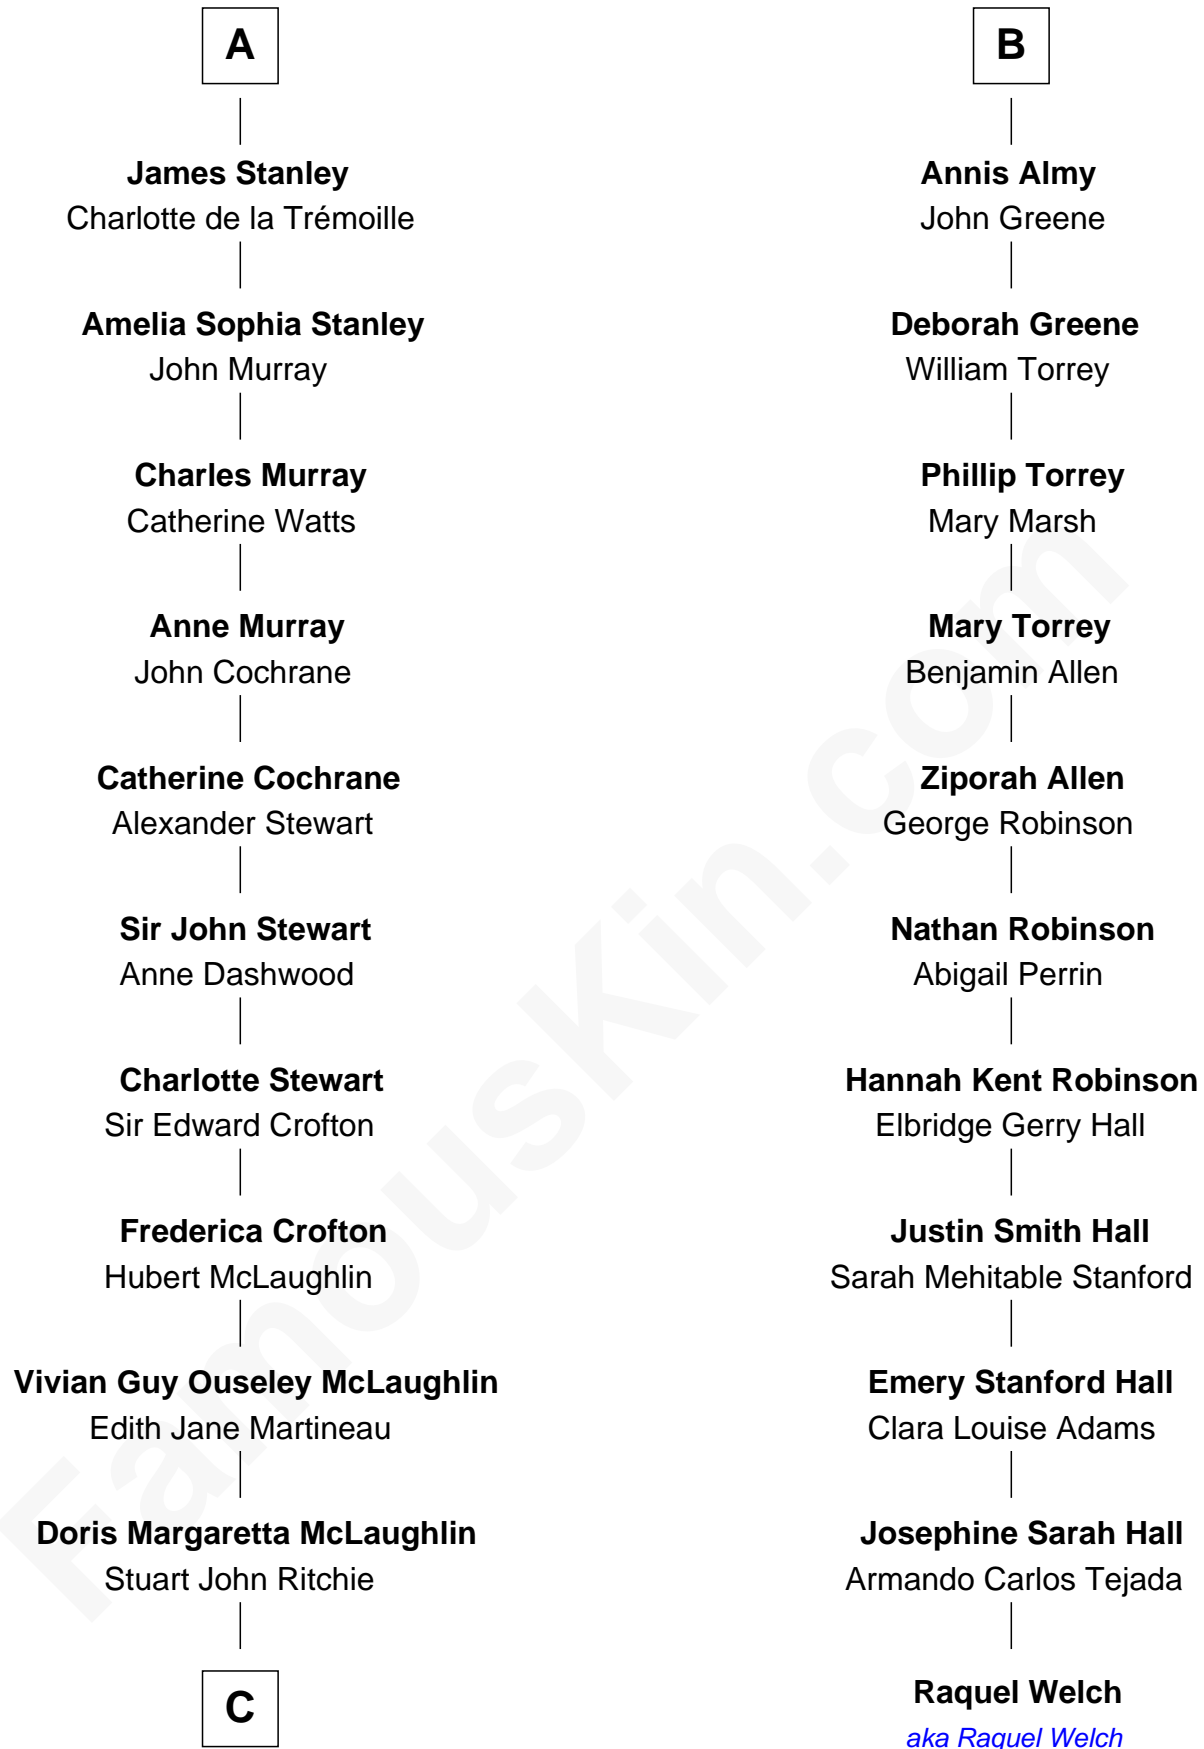 A
James Stanley
Charlotte de la Trémoille
Amelia Sophia Stanley
John Murray
Charles Murray
Catherine Watts
Anne Murray
John Cochrane
Catherine Cochrane
Alexander Stewart
Sir John Stewart
Anne Dashwood
Charlotte Stewart
Sir Edward Crofton
Frederica Crofton
Hubert McLaughlin
Vivian Guy Ouseley McLaughlin
Edith Jane Martineau
Doris Margaretta McLaughlin
Stuart John Ritchie
C
B
Annis Almy
John Greene
Deborah Greene
William Torrey
Phillip Torrey
Mary Marsh
Mary Torrey
Benjamin Allen
Ziporah Allen
George Robinson
Nathan Robinson
Abigail Perrin
Hannah Kent Robinson
Elbridge Gerry Hall
Justin Smith Hall
Sarah Mehitable Stanford
Emery Stanford Hall
Clara Louise Adams
Josephine Sarah Hall
Armando Carlos Tejada
Raquel Welch
aka Raquel Welch
FamousKin.com